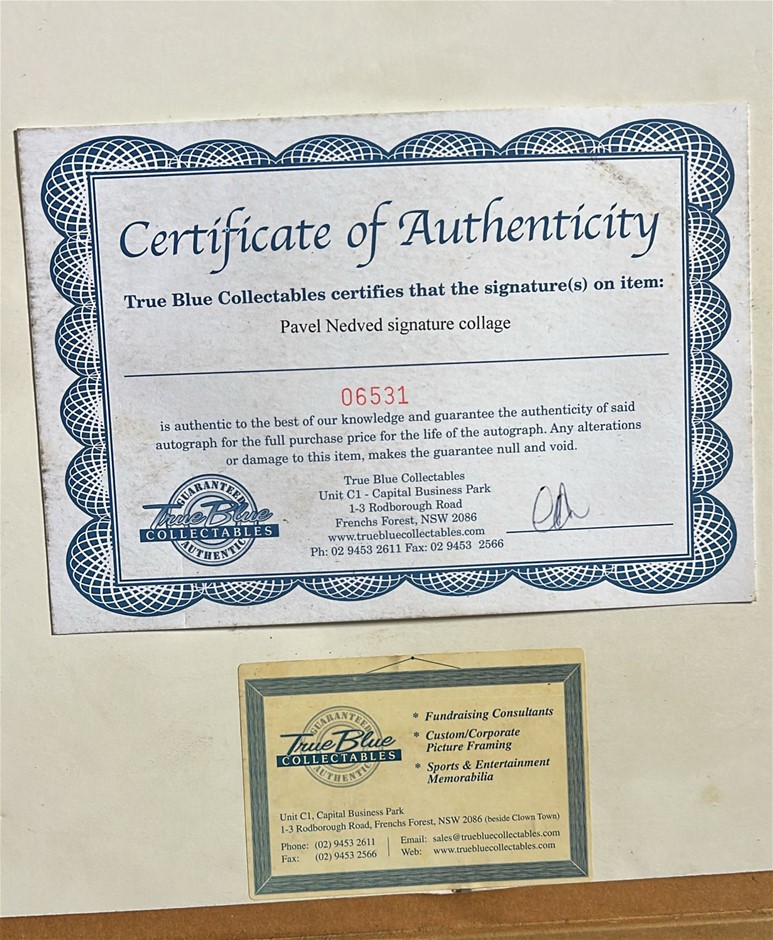 Certificate of Authenticity
True Blue Collectables certifies that the signature(s) on item:
Pavel Nedved signature collage
06531
is authentic to the best of our knowledge and guarantee the authenticity of said
autograph for the full purchase price for the life of the autograph. Any alterations
or damage to this item, makes the guarantee null and void.
GUARANTEED
True Blue
COLLECTABLES
AUTHENTIC
True Blue Collectables
Unit C1 - Capital Business Park
1-3 Rodborough Road
Frenchs Forest, NSW 2086
www.truebluecollectables.com
Ph: 02 9453 2611 Fax: 02 9453 2566
GUARANTEED
True Blue
COLLECTABLES
AUTHENTIC
* Fundraising Consultants
* Custom/Corporate
Picture Framing
* Sports & Entertainment
Memorabilia
Unit C1, Capital Business Park
1-3 Rodborough Road, Frenchs Forest, NSW 2086 (beside Clown Town)
Phone: (02) 9453 2611
Fax: (02) 9453 2566
Email: sales@truebluecollectables.com
Web: www.truebluecollectables.com